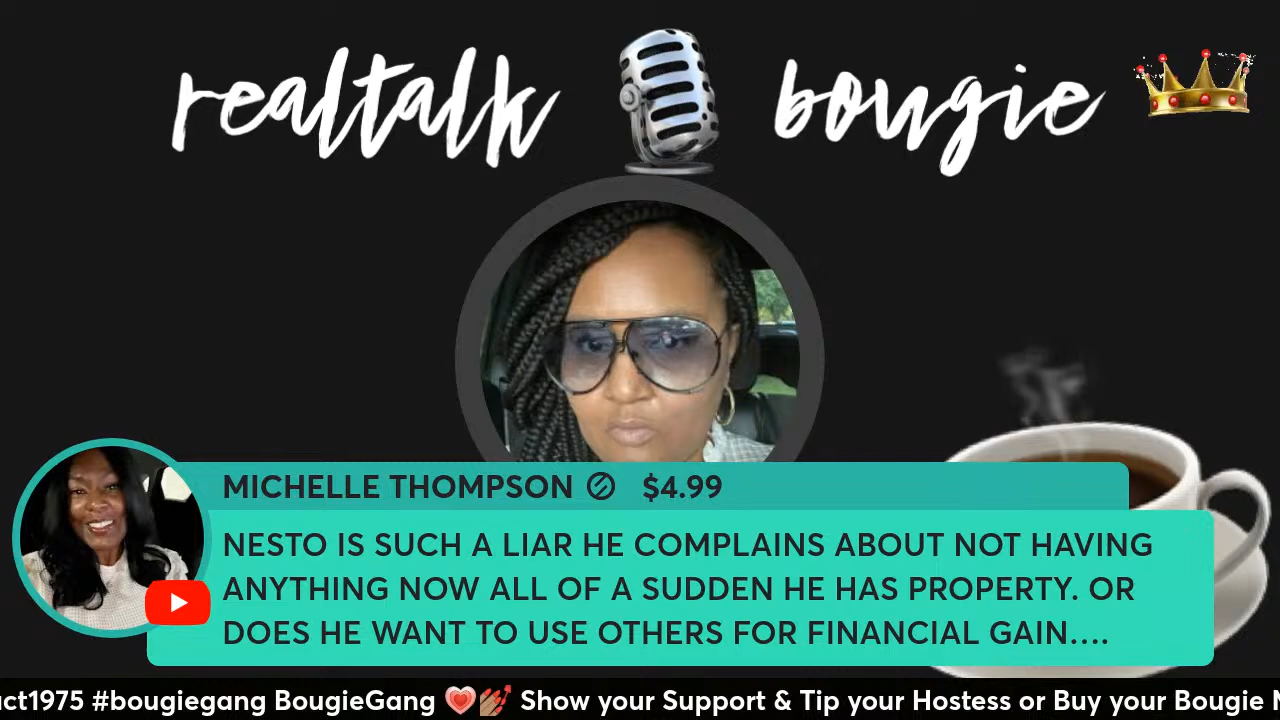 realtalk bougie
MICHELLE THOMPSON $4.99
NESTO IS SUCH A LIAR HE COMPLAINS ABOUT NOT HAVING
ANYTHING NOW ALL OF A SUDDEN HE HAS PROPERTY. OR
DOES HE WANT TO USE OTHERS FOR FINANCIAL GAIN....
act1975 #bougiegang BougieGang 💗💅🏽 Show your Support & Tip your Hostess or Buy your Bougie